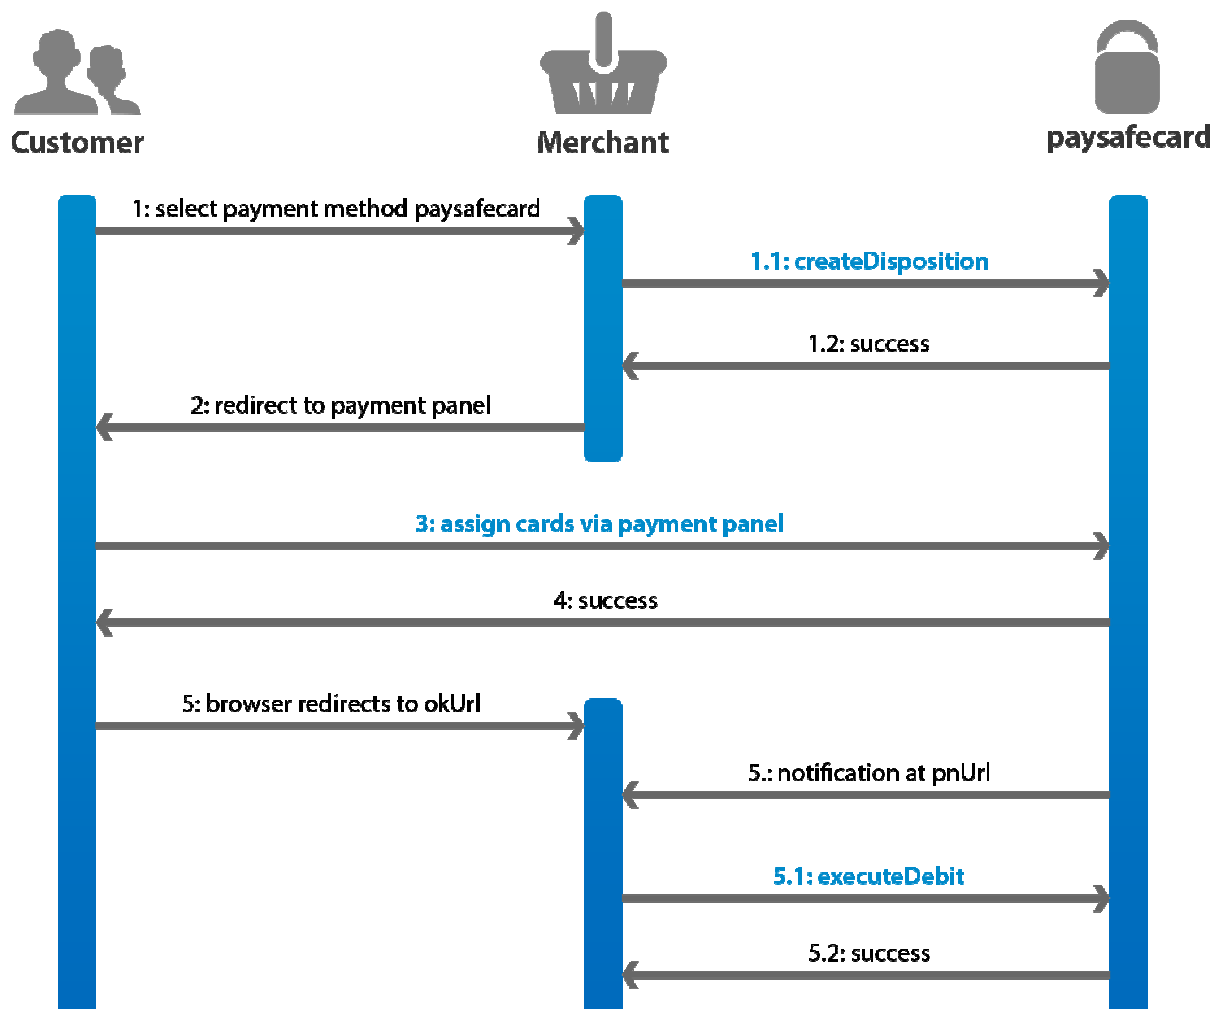 Customer
Merchant
paysafecard
1: select payment method paysafecard
1.1: createDisposition
1.2: success
2: redirect to payment panel
3: assign cards via payment panel
4: success
5: browser redirects to okUrl
5.: notification at pnUrl
5.1: executeDebit
5.2: success